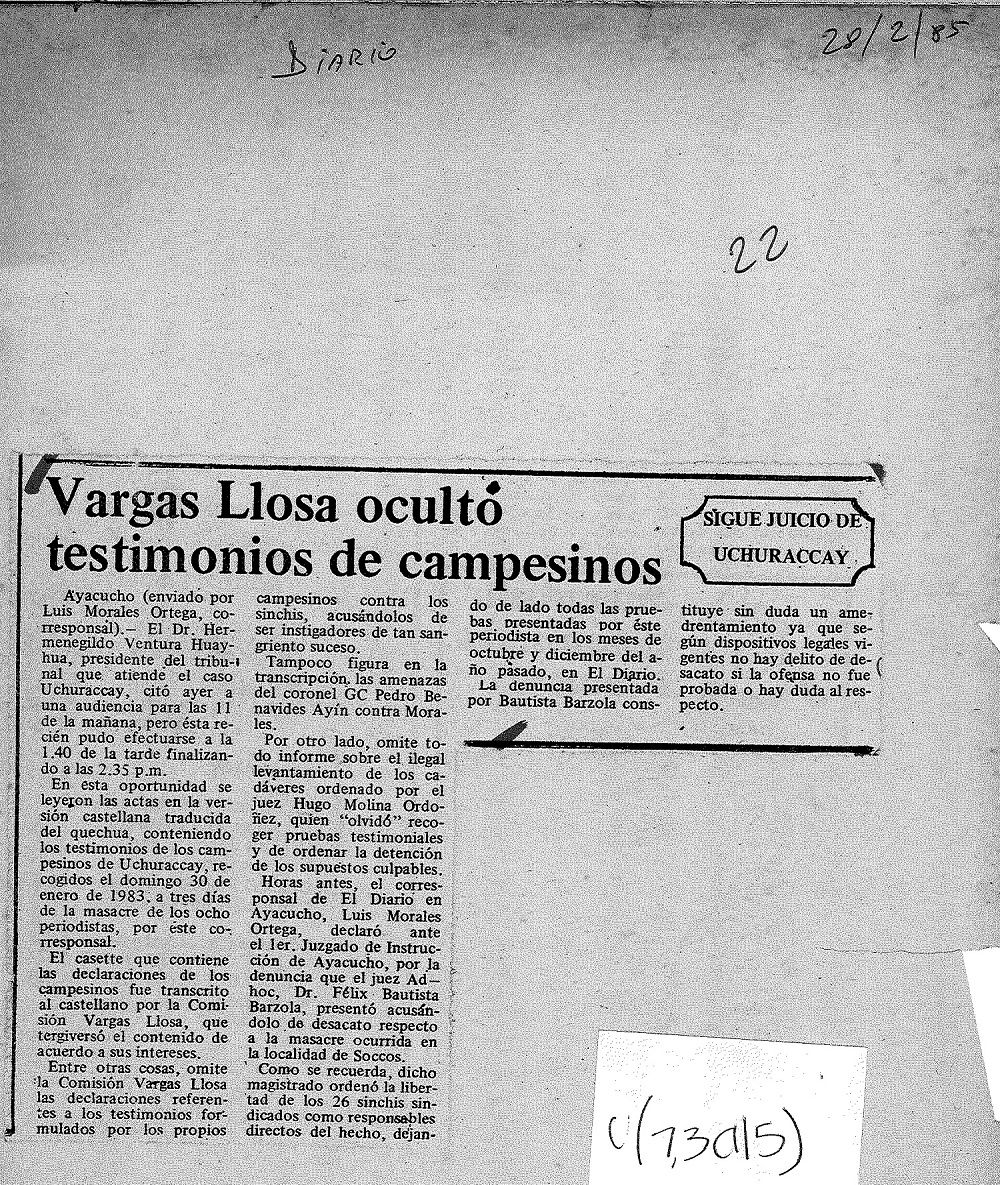 DIARIO
28/2/85
22
Vargas Llosa ocultó
testimonios de campesinos
SIGUE JUICIO DE
UCHURACCAY
Ayacucho (enviado por
Luis Morales Ortega, co-
rresponsal).— El Dr. Her-
menegildo Ventura Huay-
hua, presidente del tribu-
nal que atiende el caso
Uchuraccay, citó ayer a
una audiencia para las 11
de la mañana, pero ésta re-
cién pudo efectuarse a la
1.40 de la tarde finalizan-
do a las 2.35 p.m.
En esta oportunidad se
leyeron las actas en la ver-
sión castellana traducida
del quechua, conteniendo
los testimonios de los cam-
pesinos de Uchuraccay, re-
cogidos el domingo 30 de
enero de 1983, a tres días
de la masacre de los ocho
periodistas, por este co-
rresponsal.
El casette que contiene
las declaraciones de los
campesinos fue transcrito
al castellano por la Comi-
sión Vargas Llosa, que
tergiversó el contenido de
acuerdo a sus intereses.
Entre otras cosas, omite
la Comisión Vargas Llosa
las declaraciones referen-
tes a los testimonios for-
mulados por los propios
campesinos contra los
sinchis, acusándolos de
ser instigadores de tan san-
griento suceso.
Tampoco figura en la
transcripción, las amenazas
del coronel GC Pedro Be-
navides Ayín contra Mora-
les.
Por otro lado, omite to-
do informe sobre el ilegal
levantamiento de los ca-
dáveres ordenado por el
juez Hugo Molina Ordo-
ñez, quien "olvidó" reco-
ger pruebas testimoniales
y de ordenar la detención
de los supuestos culpables.
Horas antes, el corres-
ponsal de El Diario en
Ayacucho, Luis Morales
Ortega, declaró ante
el 1er. Juzgado de Instruc-
ción de Ayacucho, por la
denuncia que el juez Ad—
hoc, Dr. Félix Bautista
Barzola, presentó acusán-
dolo de desacato respecto
a la masacre ocurrida en
la localidad de Soccos.
Como se recuerda, dicho
magistrado ordenó la liber-
tad de los 26 sinchis sin-
dicados como responsables
directos del hecho, dejan-
do de lado todas las prue-
bas presentadas por éste
periodista en los meses de
octubre y diciembre del a-
ño pasado, en El Diario.
La denuncia presentada
por Bautista Barzola cons-
tituye sin duda un ame-
drentamiento ya que se-
gún dispositivos legales vi-
gentes no hay delito de de-
sacato si la ofensa no fue
probada o hay duda al res-
pecto.